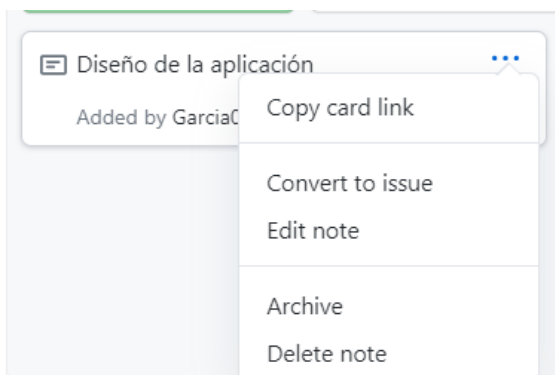 Diseño de la aplicación
Added by
Copy card link
Convert to issue
Edit note
Archive
Delete note